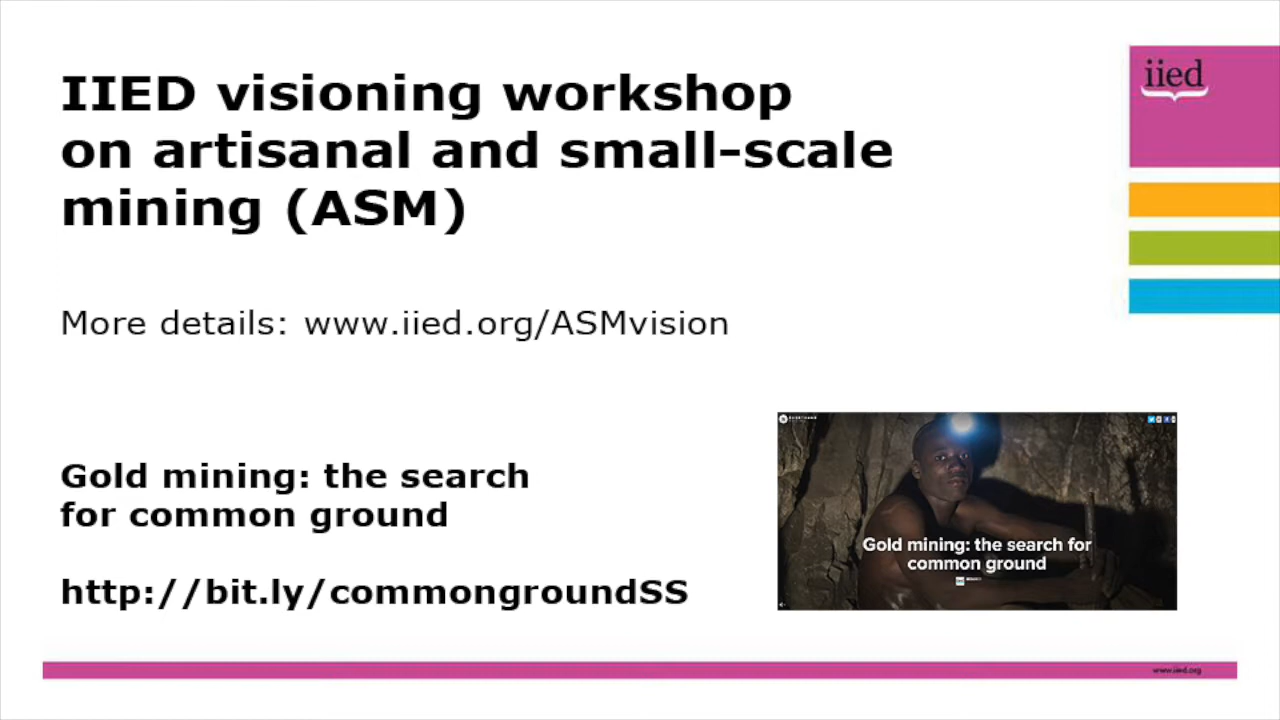 IIED visioning workshop
on artisanal and small-scale
mining (ASM)
iied
More details: www.iied.org/ASMvision
Gold mining: the search
for common ground
http://bit.ly/commongroundSS
Gold mining: the search for
common ground
www.iied.org